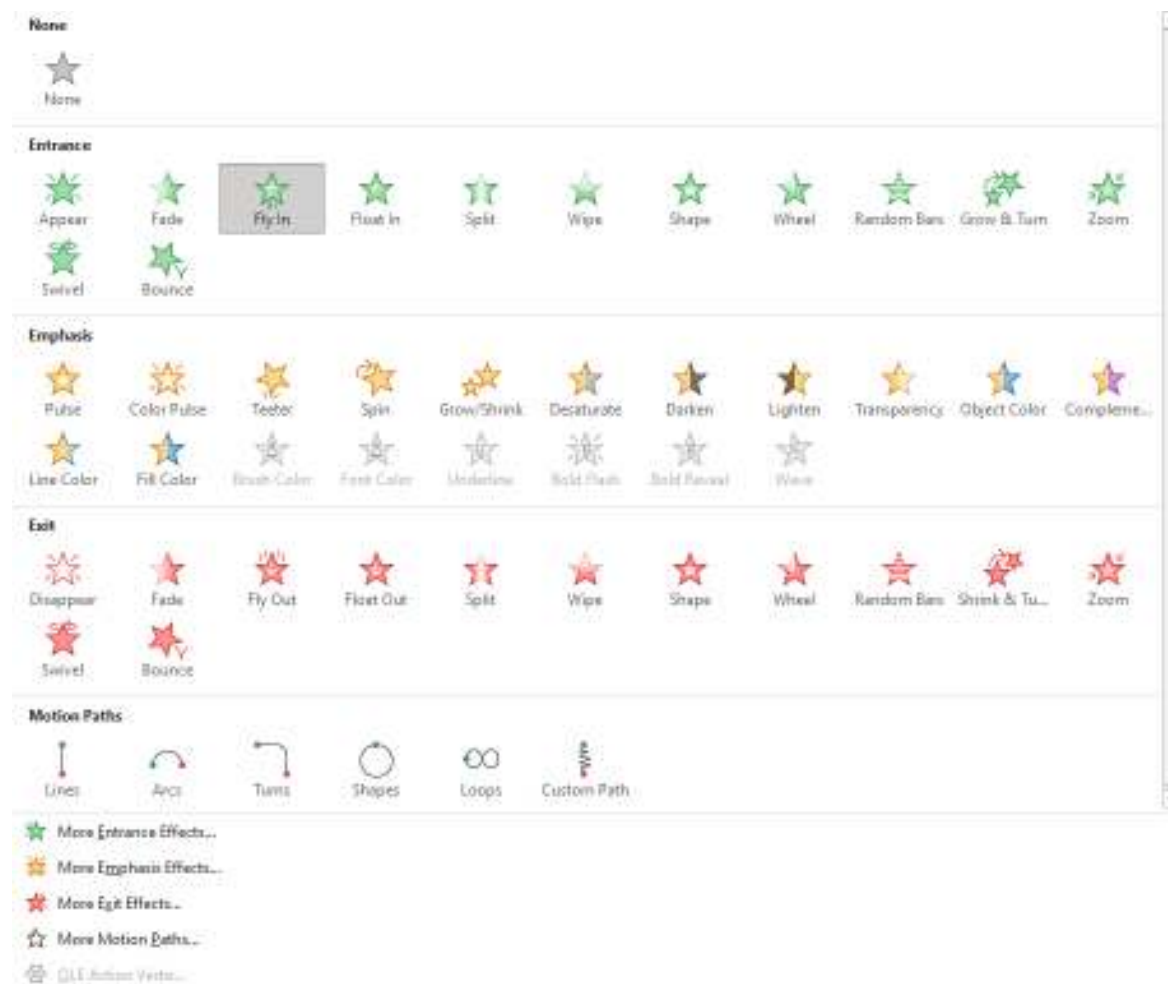 None
None
Entrance
Appear Fade Fly In Float In Split Wipe Shape Wheel Random Bars Grow & Turn Zoom
Swivel Bounce
Emphasis
Pulse Color Pulse Teeter Spin Grow/Shrink Desaturate Darken Lighten Transparency Object Color Compleme...
Line Color Fill Color Brush Color Font Color Underline Bold Flash Bold Reveal Wave
Exit
Disappear Fade Fly Out Float Out Split Wipe Shape Wheel Random Bars Shrink & Tu... Zoom
Swivel Bounce
Motion Paths
Lines Arcs Turns Shapes Loops Custom Path
More Entrance Effects...
More Emphasis Effects...
More Exit Effects...
More Motion Paths...
OLE Action Verbs...